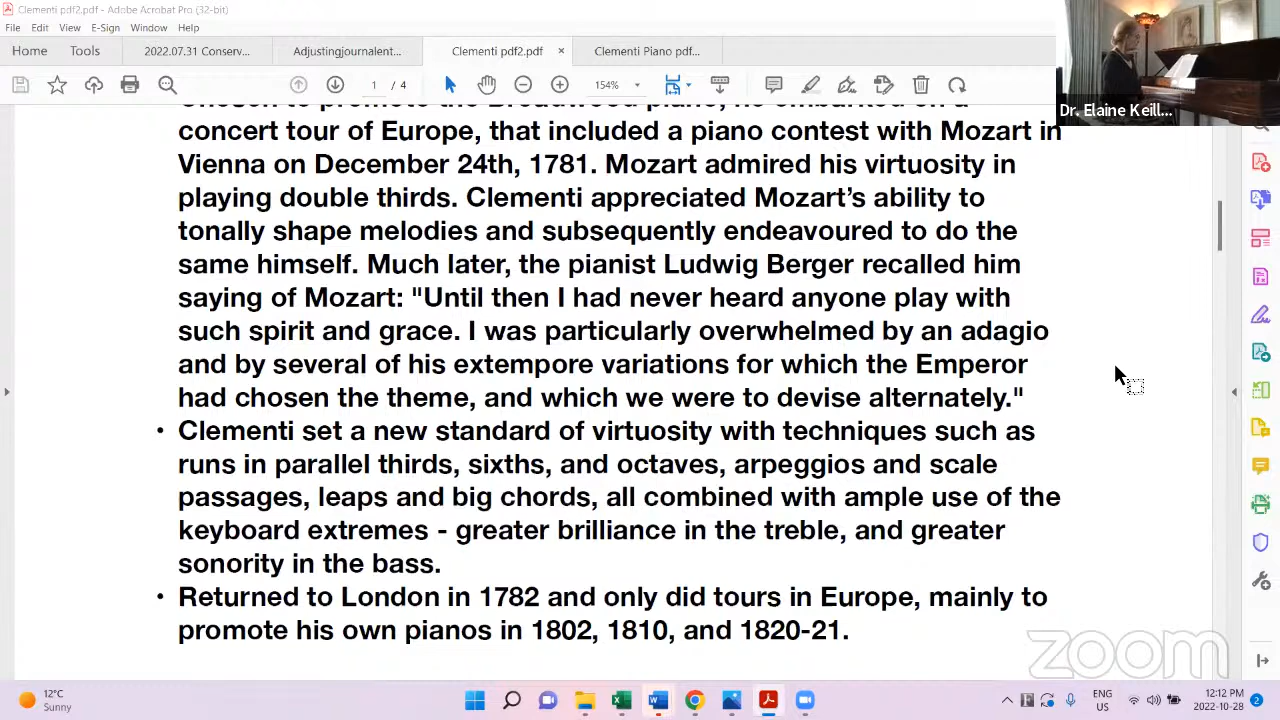 Clementi pdf2.pdf - Adobe Acrobat Pro (32-bit)
File Edit View E-Sign Window Help
Home Tools 2022.07.31 Conserv... Adjustingjournalent... Clementi pdf2.pdf × Clementi Piano pdf...
1 / 4 154%
Dr. Elaine Keill...
Chosen to promote the Broadwood piano, he embarked on a
concert tour of Europe, that included a piano contest with Mozart in
Vienna on December 24th, 1781. Mozart admired his virtuosity in
playing double thirds. Clementi appreciated Mozart’s ability to
tonally shape melodies and subsequently endeavoured to do the
same himself. Much later, the pianist Ludwig Berger recalled him
saying of Mozart: "Until then I had never heard anyone play with
such spirit and grace. I was particularly overwhelmed by an adagio
and by several of his extempore variations for which the Emperor
had chosen the theme, and which we were to devise alternately."
• Clementi set a new standard of virtuosity with techniques such as
runs in parallel thirds, sixths, and octaves, arpeggios and scale
passages, leaps and big chords, all combined with ample use of the
keyboard extremes - greater brilliance in the treble, and greater
sonority in the bass.
• Returned to London in 1782 and only did tours in Europe, mainly to
promote his own pianos in 1802, 1810, and 1820-21.
zoom
12°C
Sunny
ENG
US
12:12 PM
2022-10-28
2